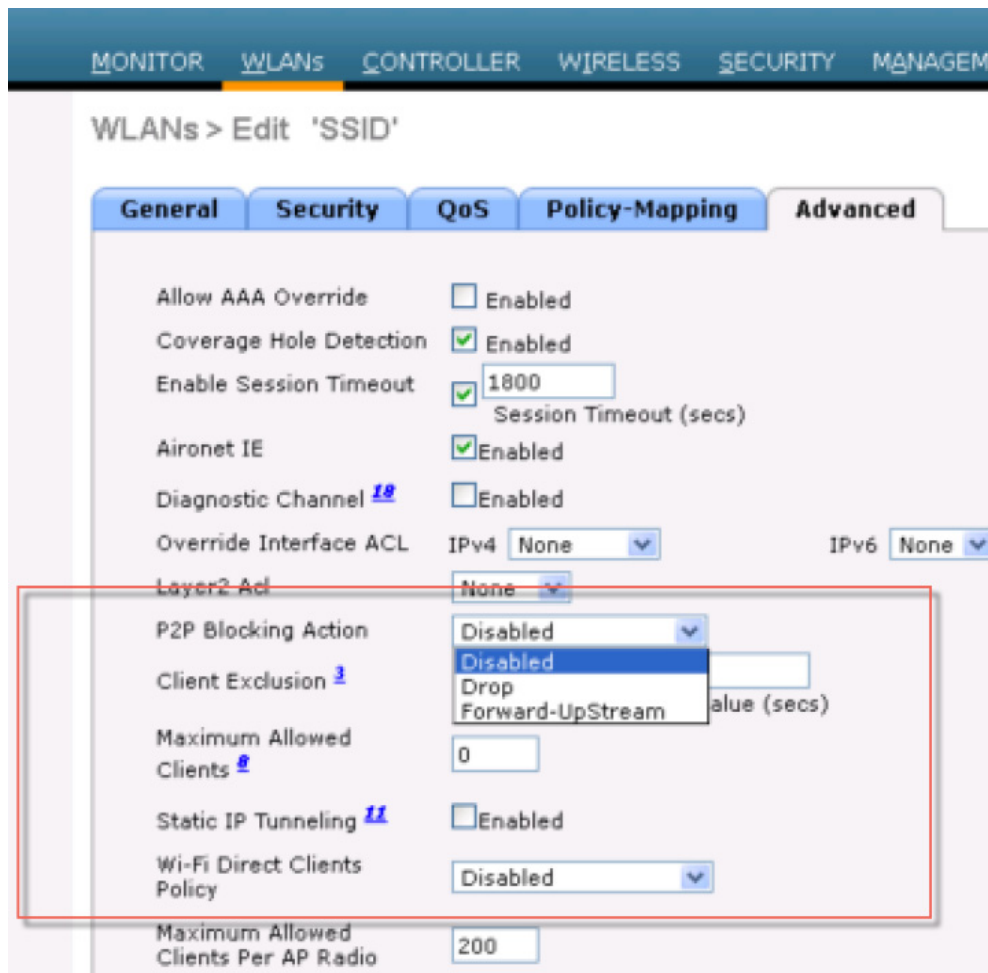 MONITOR WLANs CONTROLLER WIRELESS SECURITY MANAGEM
WLANs > Edit 'SSID'
General Security QoS Policy-Mapping Advanced
Allow AAA Override Enabled
Coverage Hole Detection Enabled
Enable Session Timeout 1800
Session Timeout (secs)
Aironet IE Enabled
Diagnostic Channel 18 Enabled
Override Interface ACL IPv4 None IPv6 None
Layer2 Acl None
P2P Blocking Action Disabled
Disabled
Client Exclusion 3
Drop
alue (secs)
Forward-UpStream
Maximum Allowed
Clients 8 0
Static IP Tunneling 11 Enabled
Wi-Fi Direct Clients
Policy Disabled
Maximum Allowed
Clients Per AP Radio 200